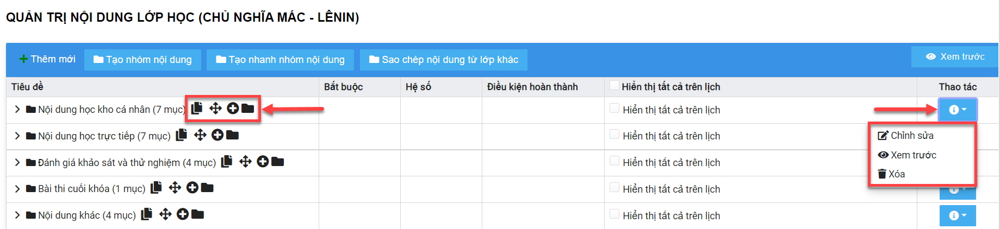 QUẢN TRỊ NỘI DUNG LỚP HỌC (CHỦ NGHĨA MÁC - LÊNIN)
Thêm mới Tạo nhóm nội dung Tạo nhanh nhóm nội dung Sao chép nội dung từ lớp khác Xem trước
Tiêu đề Bắt buộc Hệ số Điều kiện hoàn thành Hiển thị tất cả trên lịch Thao tác
Nội dung học kho cá nhân (7 mục) Hiển thị tất cả trên lịch
Nội dung học trực tiếp (7 mục) Hiển thị tất cả trên lịch Chỉnh sửa
Xem trước
Đánh giá khảo sát và thử nghiệm (4 mục) Hiển thị tất cả trên lịch
Xóa
Bài thi cuối khóa (1 mục) Hiển thị tất cả trên lịch
Nội dung khác (4 mục) Hiển thị tất cả trên lịch